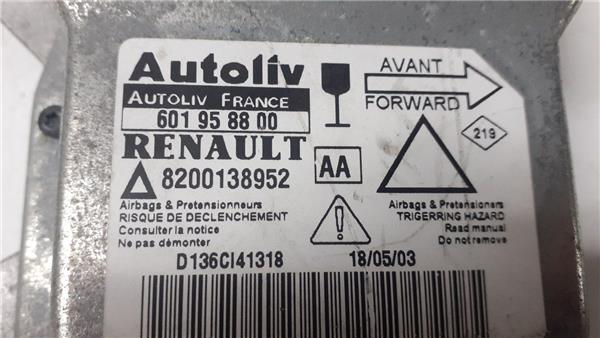 Autoliv
AUTOLIV FRANCE
601 95 88 00
RENAULT
8200138952
AA
AVANT
FORWARD
219
Airbags & Pretensionneurs
RISQUE DE DECLENCHEMENT
Consulter la notice
Ne pas démonter
Airbags & Pretensioners
TRIGERRING HAZARD
Read manual
Do not remove
!
D136CI41318
18/05/03